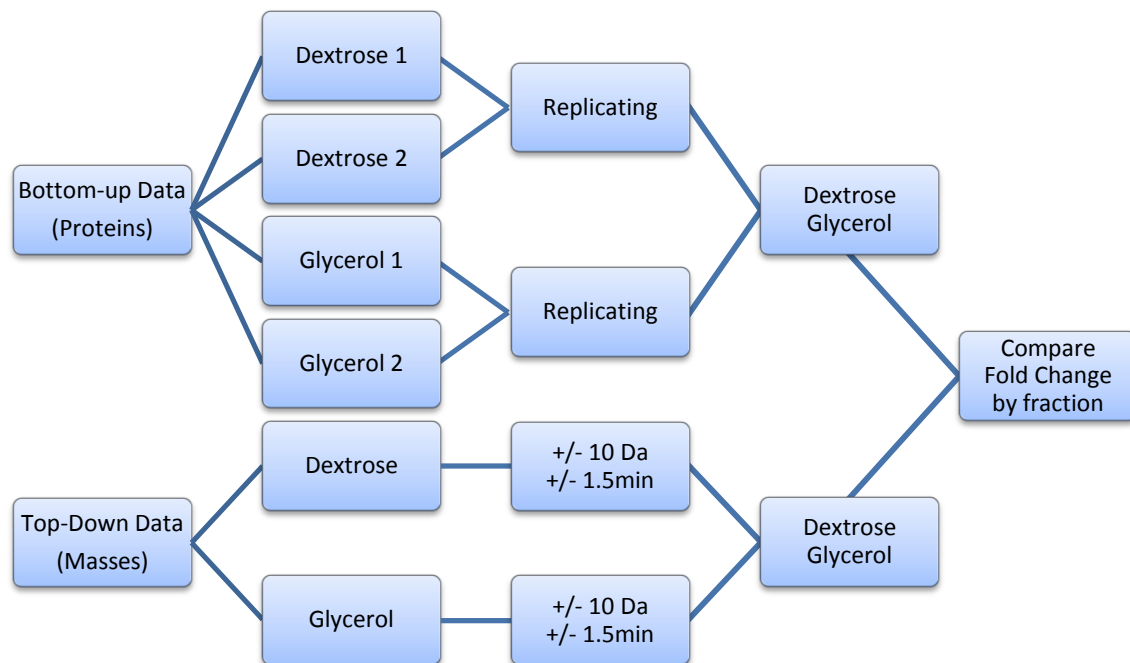 Dextrose 1
Replicating
Dextrose 2
Bottom-up Data
(Proteins)
Dextrose
Glycerol
Glycerol 1
Replicating
Glycerol 2
Compare
Fold Change
by fraction
Dextrose
+/- 10 Da
+/- 1.5min
Top-Down Data
(Masses)
Dextrose
Glycerol
Glycerol
+/- 10 Da
+/- 1.5min